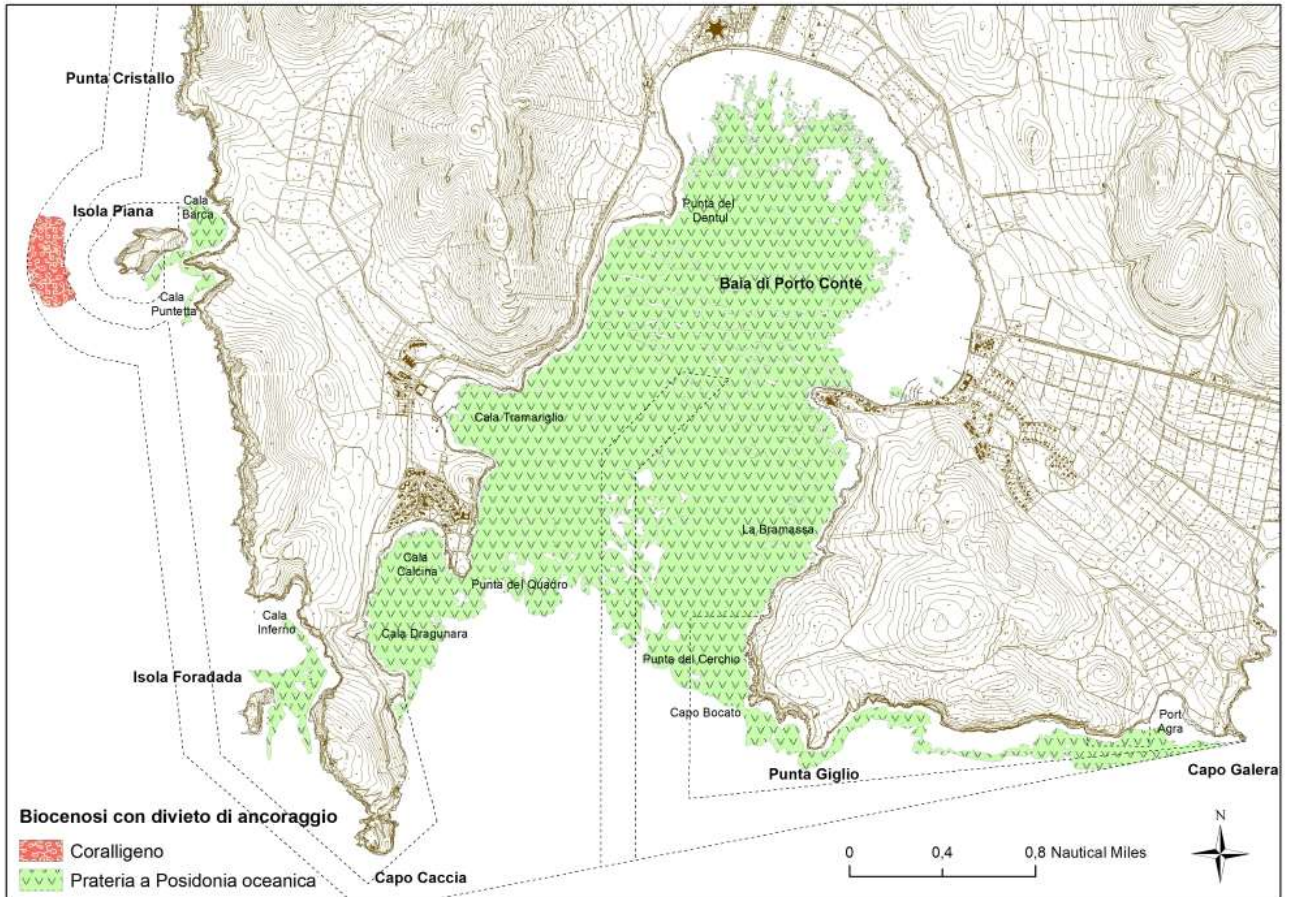 Punta Cristallo
Isola Piana
Cala
Barca
Cala
Puntetta
Punta del
Dentul
Baia di Porto Conte
Cala Tramariglio
La Bramassa
Cala
Calcina
Punta del Quadro
Cala
Inferno
Cala Dragunara
Punta del Cerchio
Isola Foradada
Capo Bocato
Port
Agra
Punta Giglio
Capo Galera
Biocenosi con divieto di ancoraggio
Coralligeno
Prateria a Posidonia oceanica
Capo Caccia
0 0,4 0,8 Nautical Miles
N